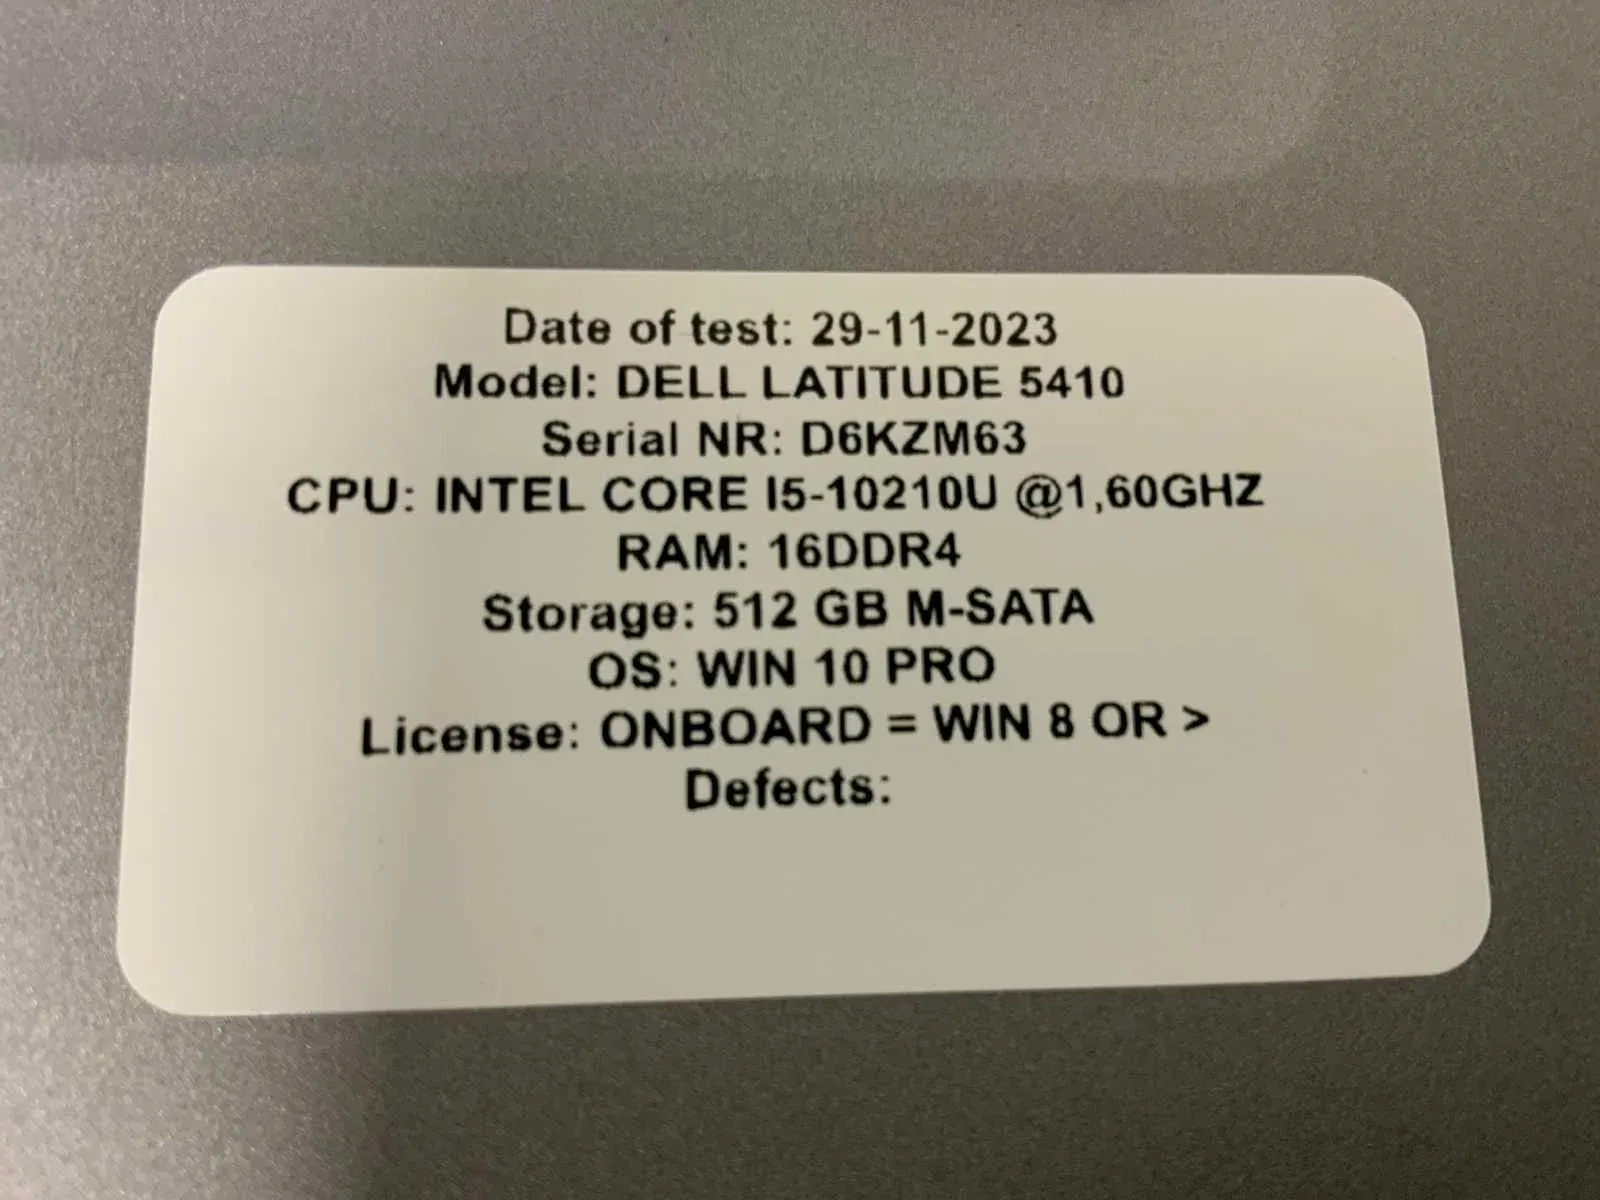 Date of test: 29-11-2023
Model: DELL LATITUDE 5410
Serial NR: D6KZM63
CPU: INTEL CORE I5-10210U @1,60GHZ
RAM: 16DDR4
Storage: 512 GB M-SATA
OS: WIN 10 PRO
License: ONBOARD = WIN 8 OR >
Defects: